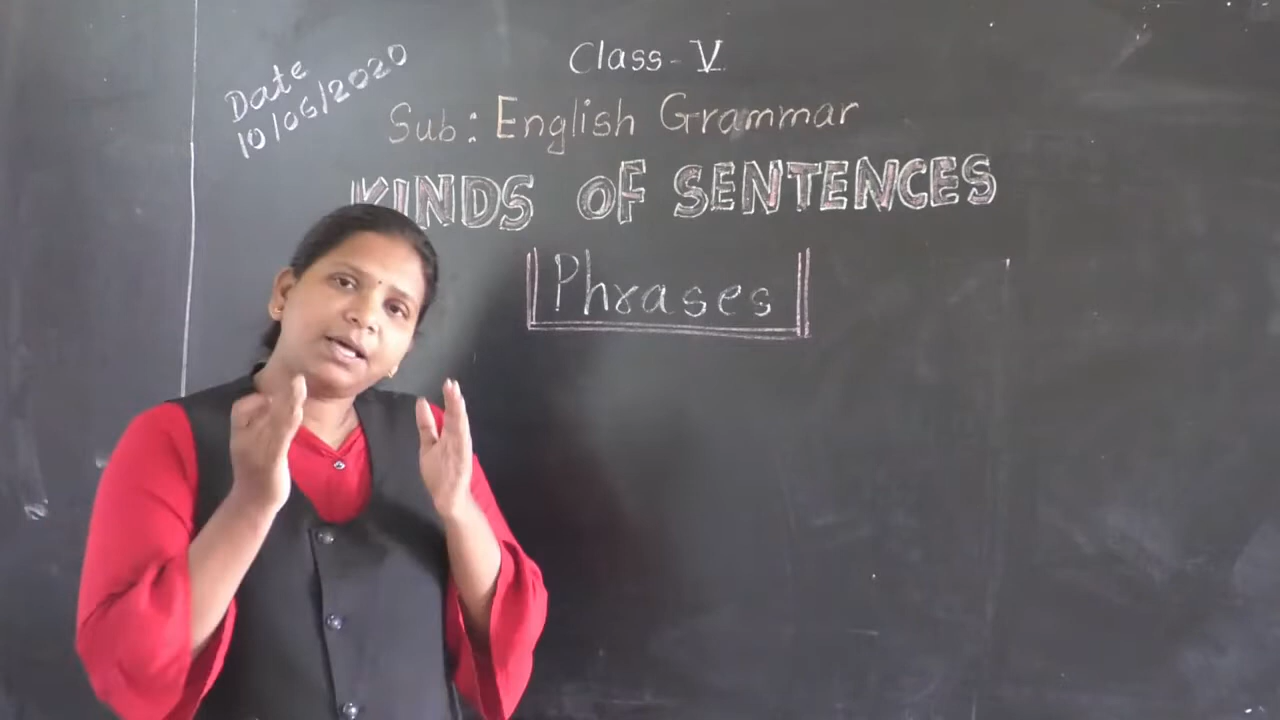 Date
10/06/2020
Class - V
Sub : English Grammar
KINDS OF SENTENCES
Phrases